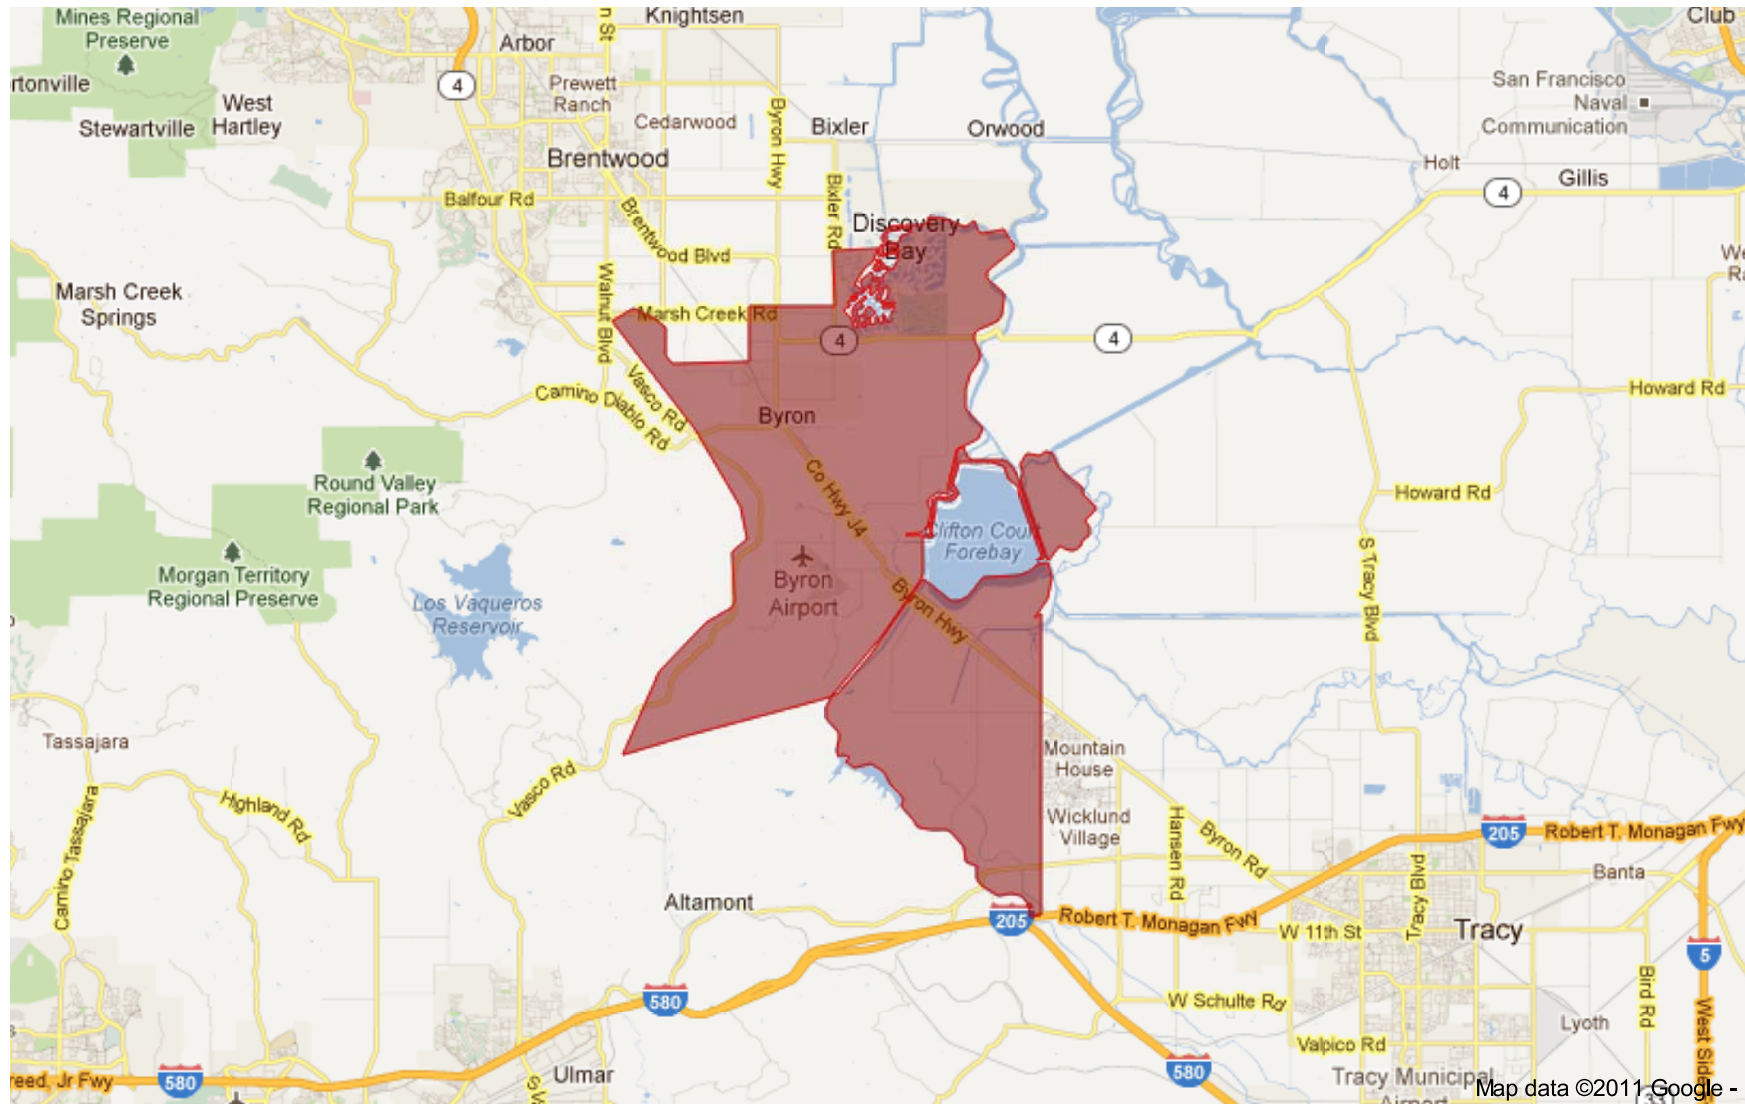 Mines Regional
Preserve
Knightsen
n St
Club
Arbor
4
rtonville
Prewett
Ranch
San Francisco
Naval
Communication
West
Hartley
Stewartville
Cedarwood
Byron Hwy
Bixler
Orwood
Brentwood
Holt
Gillis
4
Balfour Rd
Bixler Rd
Brentwood Blvd
Discovery
Bay
We
Ra
Marsh Creek
Springs
Walnut Blvd
Marsh Creek Rd
4
4
Vasco Rd
Camino Diablo Rd
Howard Rd
Byron
Round Valley
Regional Park
Co Hwy J4
Howard Rd
Clifton Court
Forebay
S Tracy Blvd
Morgan Territory
Regional Preserve
Byron
Airport
Byron Hwy
Los Vaqueros
Reservoir
Tassajara
Mountain
House
Vasco Rd
Highland Rd
Camino Tassajara
Wicklund
Village
Hansen Rd
Byron Rd
205
Robert T. Monagan Fwy
Banta
Tracy Blvd
Altamont
205
Robert T. Monagan Fwy
W 11th St
Tracy
5
580
W Schulte Rd
Bird Rd
West Side
Lyoth
Valpico Rd
reed, Jr Fwy
580
Ulmar
S Va
580
Tracy Municipal
Airport
33
Map data ©2011 Google -